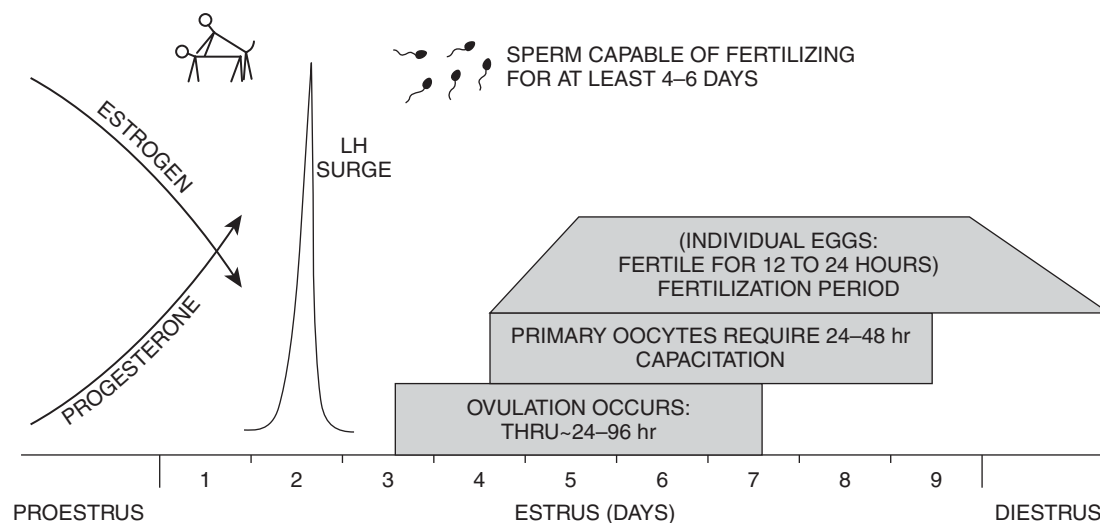 SPERM CAPABLE OF FERTILIZING
FOR AT LEAST 4–6 DAYS
ESTROGEN
LH
SURGE
PROGESTERONE
(INDIVIDUAL EGGS:
FERTILE FOR 12 TO 24 HOURS)
FERTILIZATION PERIOD
PRIMARY OOCYTES REQUIRE 24–48 hr
CAPACITATION
OVULATION OCCURS:
THRU~24–96 hr
1 2 3 4 5 6 7 8 9
PROESTRUS ESTRUS (DAYS) DIESTRUS